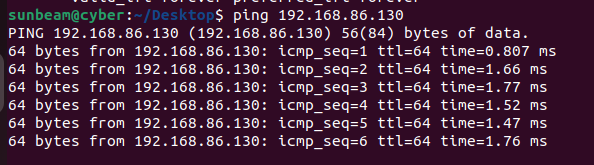 sunbeam@cyber:~/Desktop$ ping 192.168.86.130
PING 192.168.86.130 (192.168.86.130) 56(84) bytes of data.
64 bytes from 192.168.86.130: icmp_seq=1 ttl=64 time=0.807 ms
64 bytes from 192.168.86.130: icmp_seq=2 ttl=64 time=1.66 ms
64 bytes from 192.168.86.130: icmp_seq=3 ttl=64 time=1.77 ms
64 bytes from 192.168.86.130: icmp_seq=4 ttl=64 time=1.52 ms
64 bytes from 192.168.86.130: icmp_seq=5 ttl=64 time=1.47 ms
64 bytes from 192.168.86.130: icmp_seq=6 ttl=64 time=1.76 ms